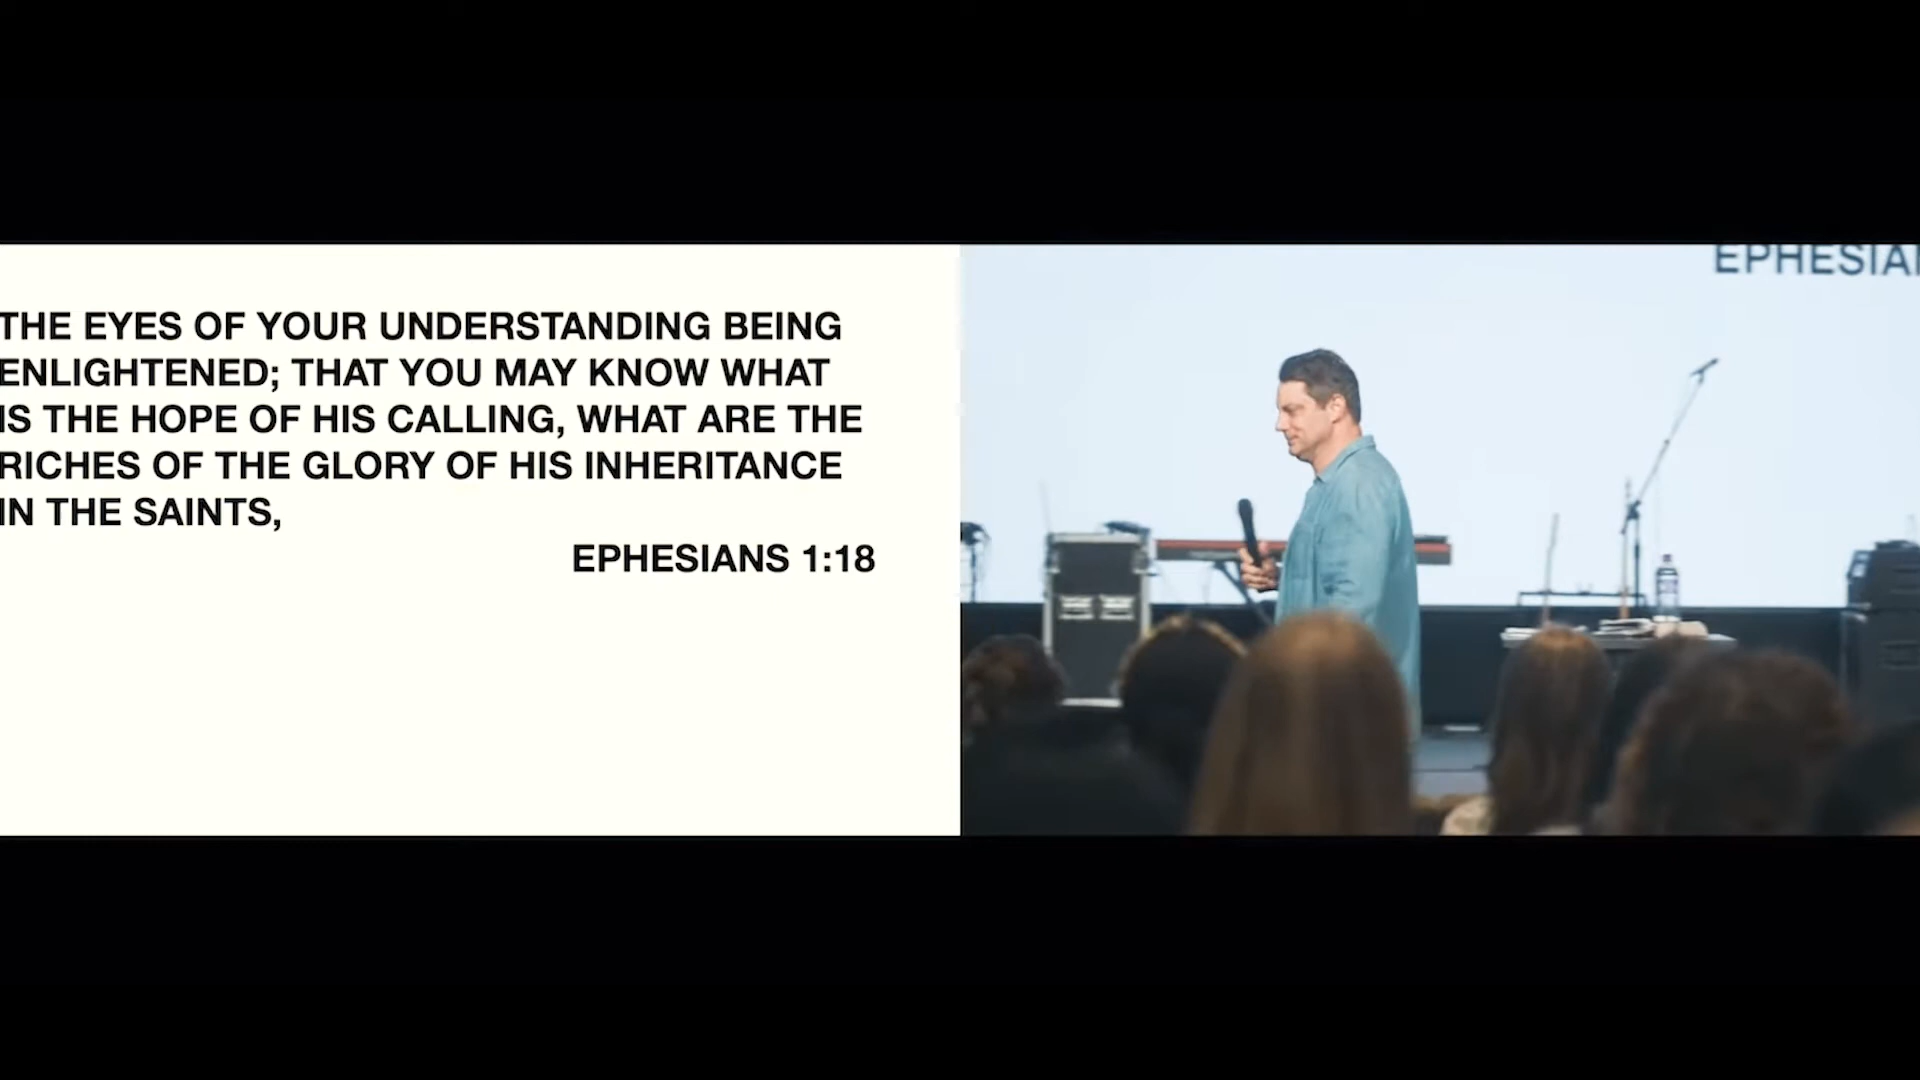 THE EYES OF YOUR UNDERSTANDING BEING
ENLIGHTENED; THAT YOU MAY KNOW WHAT
IS THE HOPE OF HIS CALLING, WHAT ARE THE
RICHES OF THE GLORY OF HIS INHERITANCE
IN THE SAINTS,
EPHESIANS 1:18
EPHESIAN